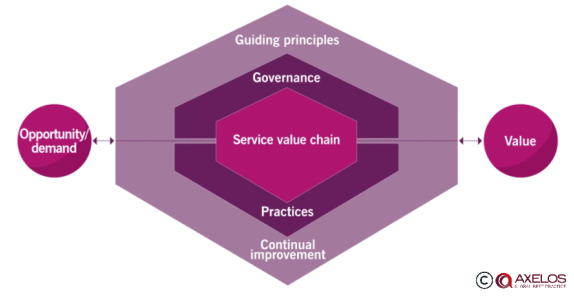 Guiding principles
Governance
Opportunity/
demand
Service value chain
Value
Practices
Continual
improvement
© AXELOS
GLOBAL BEST PRACTICE